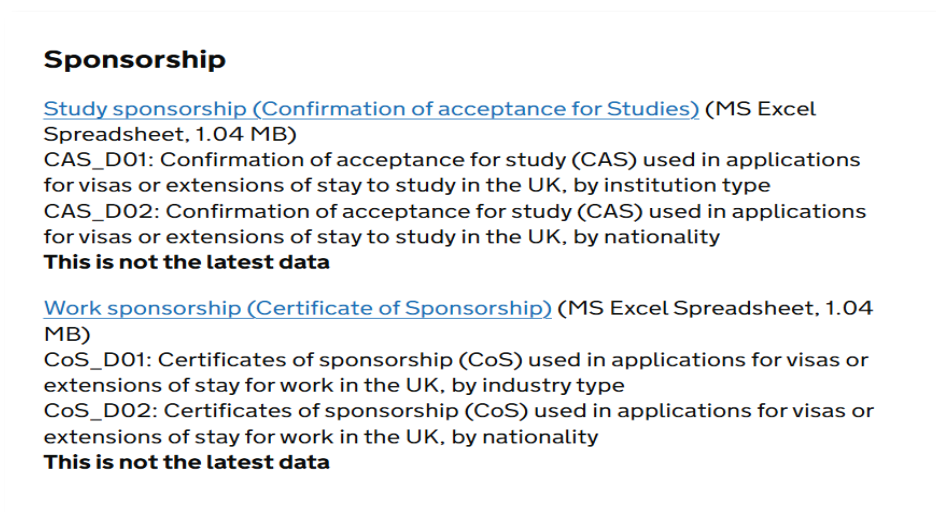 Sponsorship
Study sponsorship (Confirmation of acceptance for Studies) (MS Excel
Spreadsheet, 1.04 MB)
CAS_D01: Confirmation of acceptance for study (CAS) used in applications
for visas or extensions of stay to study in the UK, by institution type
CAS_D02: Confirmation of acceptance for study (CAS) used in applications
for visas or extensions of stay to study in the UK, by nationality
This is not the latest data
Work sponsorship (Certificate of Sponsorship) (MS Excel Spreadsheet, 1.04
MB)
CoS_D01: Certificates of sponsorship (CoS) used in applications for visas or
extensions of stay for work in the UK, by industry type
CoS_D02: Certificates of sponsorship (CoS) used in applications for visas or
extensions of stay for work in the UK, by nationality
This is not the latest data